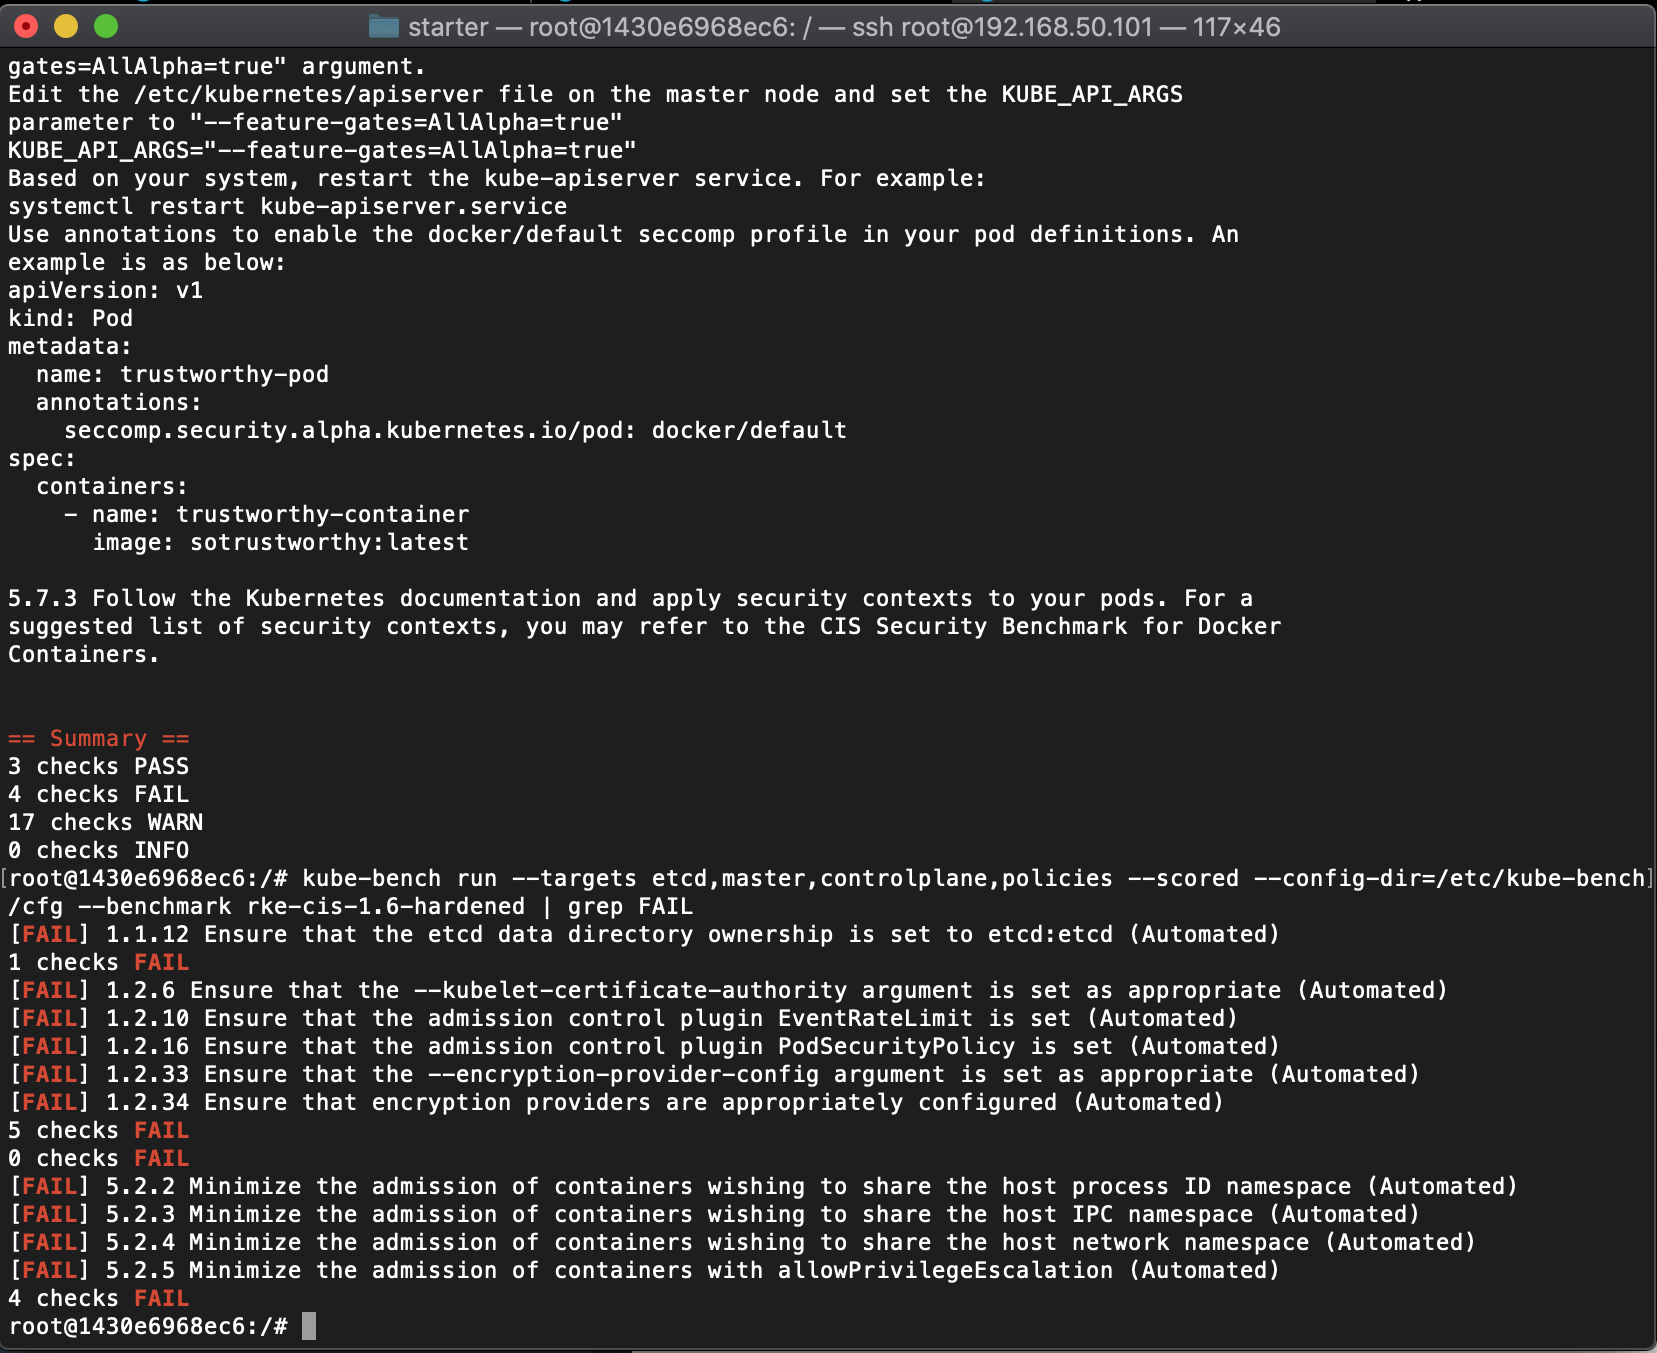 starter — root@1430e6968ec6: / — ssh root@192.168.50.101 — 117×46
gates=AllAlpha=true" argument.
Edit the /etc/kubernetes/apiserver file on the master node and set the KUBE_API_ARGS
parameter to "--feature-gates=AllAlpha=true"
KUBE_API_ARGS="--feature-gates=AllAlpha=true"
Based on your system, restart the kube-apiserver service. For example:
systemctl restart kube-apiserver.service
Use annotations to enable the docker/default seccomp profile in your pod definitions. An
example is as below:
apiVersion: v1
kind: Pod
metadata:
  name: trustworthy-pod
  annotations:
    seccomp.security.alpha.kubernetes.io/pod: docker/default
spec:
  containers:
    - name: trustworthy-container
      image: sotrustworthy:latest

5.7.3 Follow the Kubernetes documentation and apply security contexts to your pods. For a
suggested list of security contexts, you may refer to the CIS Security Benchmark for Docker
Containers.


== Summary ==
3 checks PASS
4 checks FAIL
17 checks WARN
0 checks INFO
[root@1430e6968ec6:/# kube-bench run --targets etcd,master,controlplane,policies --scored --config-dir=/etc/kube-bench]
/cfg --benchmark rke-cis-1.6-hardened | grep FAIL
[FAIL] 1.1.12 Ensure that the etcd data directory ownership is set to etcd:etcd (Automated)
1 checks FAIL
[FAIL] 1.2.6 Ensure that the --kubelet-certificate-authority argument is set as appropriate (Automated)
[FAIL] 1.2.10 Ensure that the admission control plugin EventRateLimit is set (Automated)
[FAIL] 1.2.16 Ensure that the admission control plugin PodSecurityPolicy is set (Automated)
[FAIL] 1.2.33 Ensure that the --encryption-provider-config argument is set as appropriate (Automated)
[FAIL] 1.2.34 Ensure that encryption providers are appropriately configured (Automated)
5 checks FAIL
0 checks FAIL
[FAIL] 5.2.2 Minimize the admission of containers wishing to share the host process ID namespace (Automated)
[FAIL] 5.2.3 Minimize the admission of containers wishing to share the host IPC namespace (Automated)
[FAIL] 5.2.4 Minimize the admission of containers wishing to share the host network namespace (Automated)
[FAIL] 5.2.5 Minimize the admission of containers with allowPrivilegeEscalation (Automated)
4 checks FAIL
root@1430e6968ec6:/#